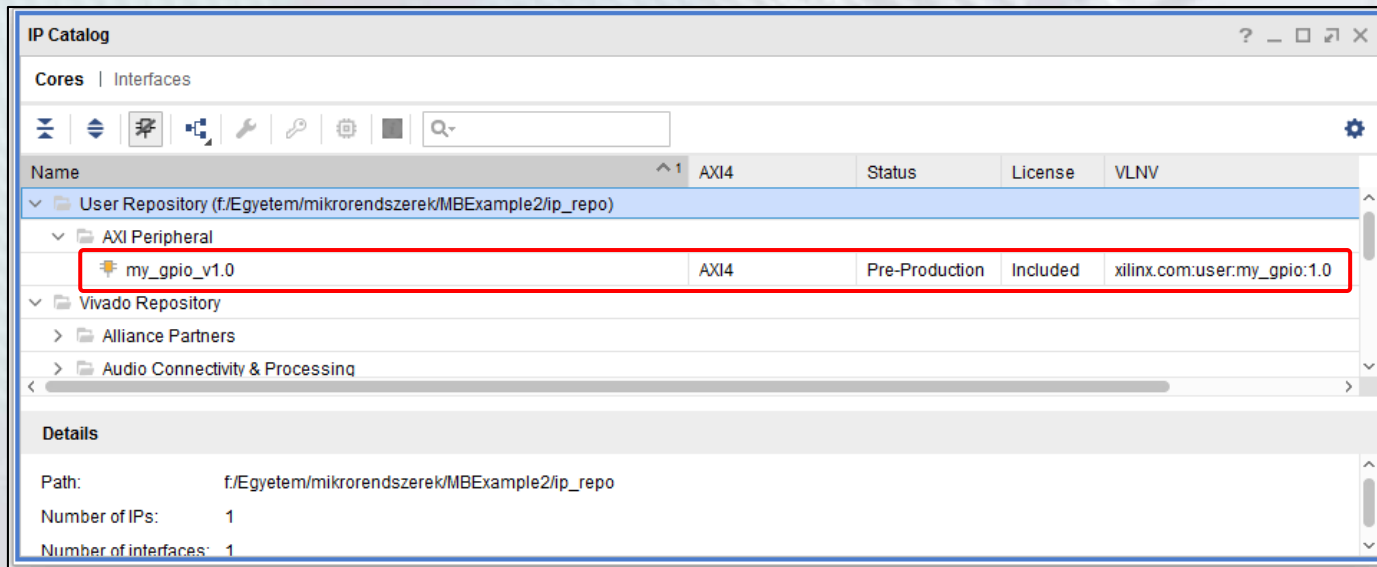 IP Catalog
Cores | Interfaces
Name 1 AXI4 Status License VLNV
User Repository (f:/Egyetem/mikrorendszerek/MBExample2/ip_repo)
AXI Peripheral
my_gpio_v1.0 AXI4 Pre-Production Included xilinx.com:user:my_gpio:1.0
Vivado Repository
Alliance Partners
Audio Connectivity & Processing
Details
Path: f:/Egyetem/mikrorendszerek/MBExample2/ip_repo
Number of IPs: 1
Number of interfaces: 1